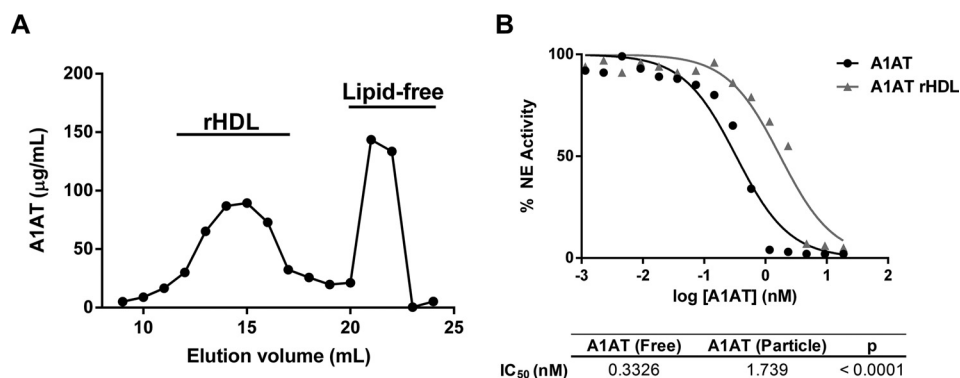 A
A1AT (µg/mL)
200
150
100
50
0
10
15
20
25
Elution volume (mL)
rHDL
Lipid-free
B
% NE Activity
100
50
0
-3
-2
-1
0
1
2
log [A1AT] (nM)
A1AT
A1AT rHDL
A1AT (Free) A1AT (Particle) p
IC50 (nM) 0.3326 1.739 < 0.0001